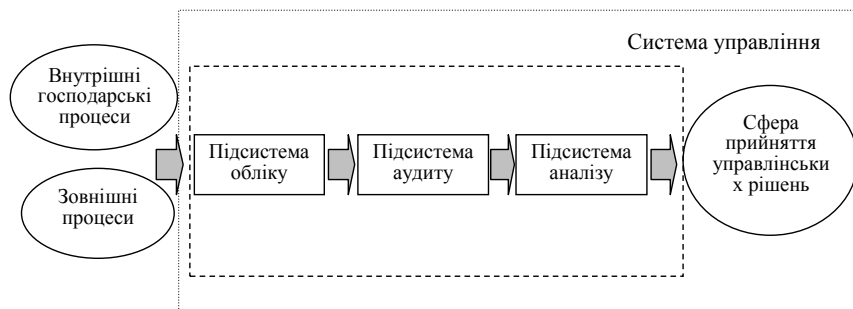 Система управління
Внутрішні
господарські
процеси
Зовнішні
процеси
Підсистема
обліку
Підсистема
аудиту
Підсистема
аналізу
Сфера
прийняття
управлінськи
х рішень